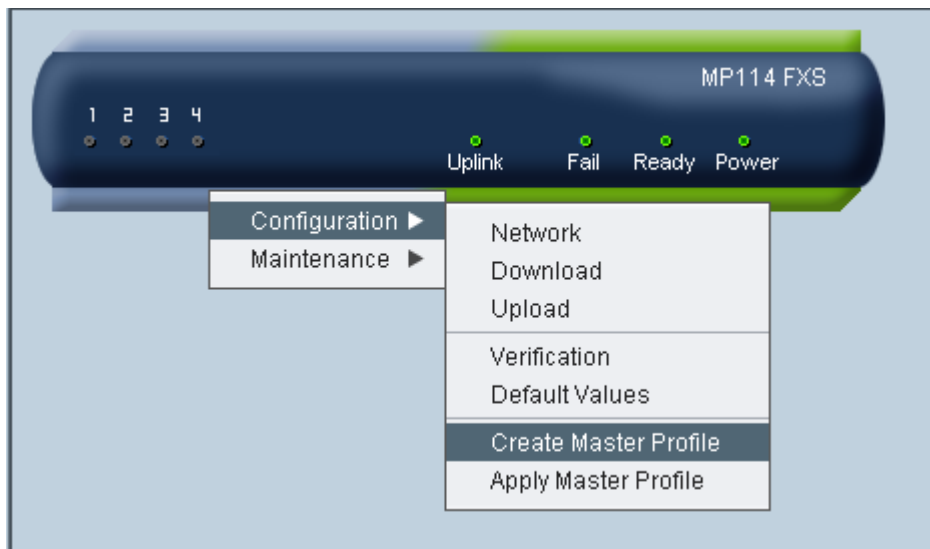 MP114 FXS
1 2 3 4
Uplink Fail Ready Power
Configuration
Maintenance
Network
Download
Upload
Verification
Default Values
Create Master Profile
Apply Master Profile